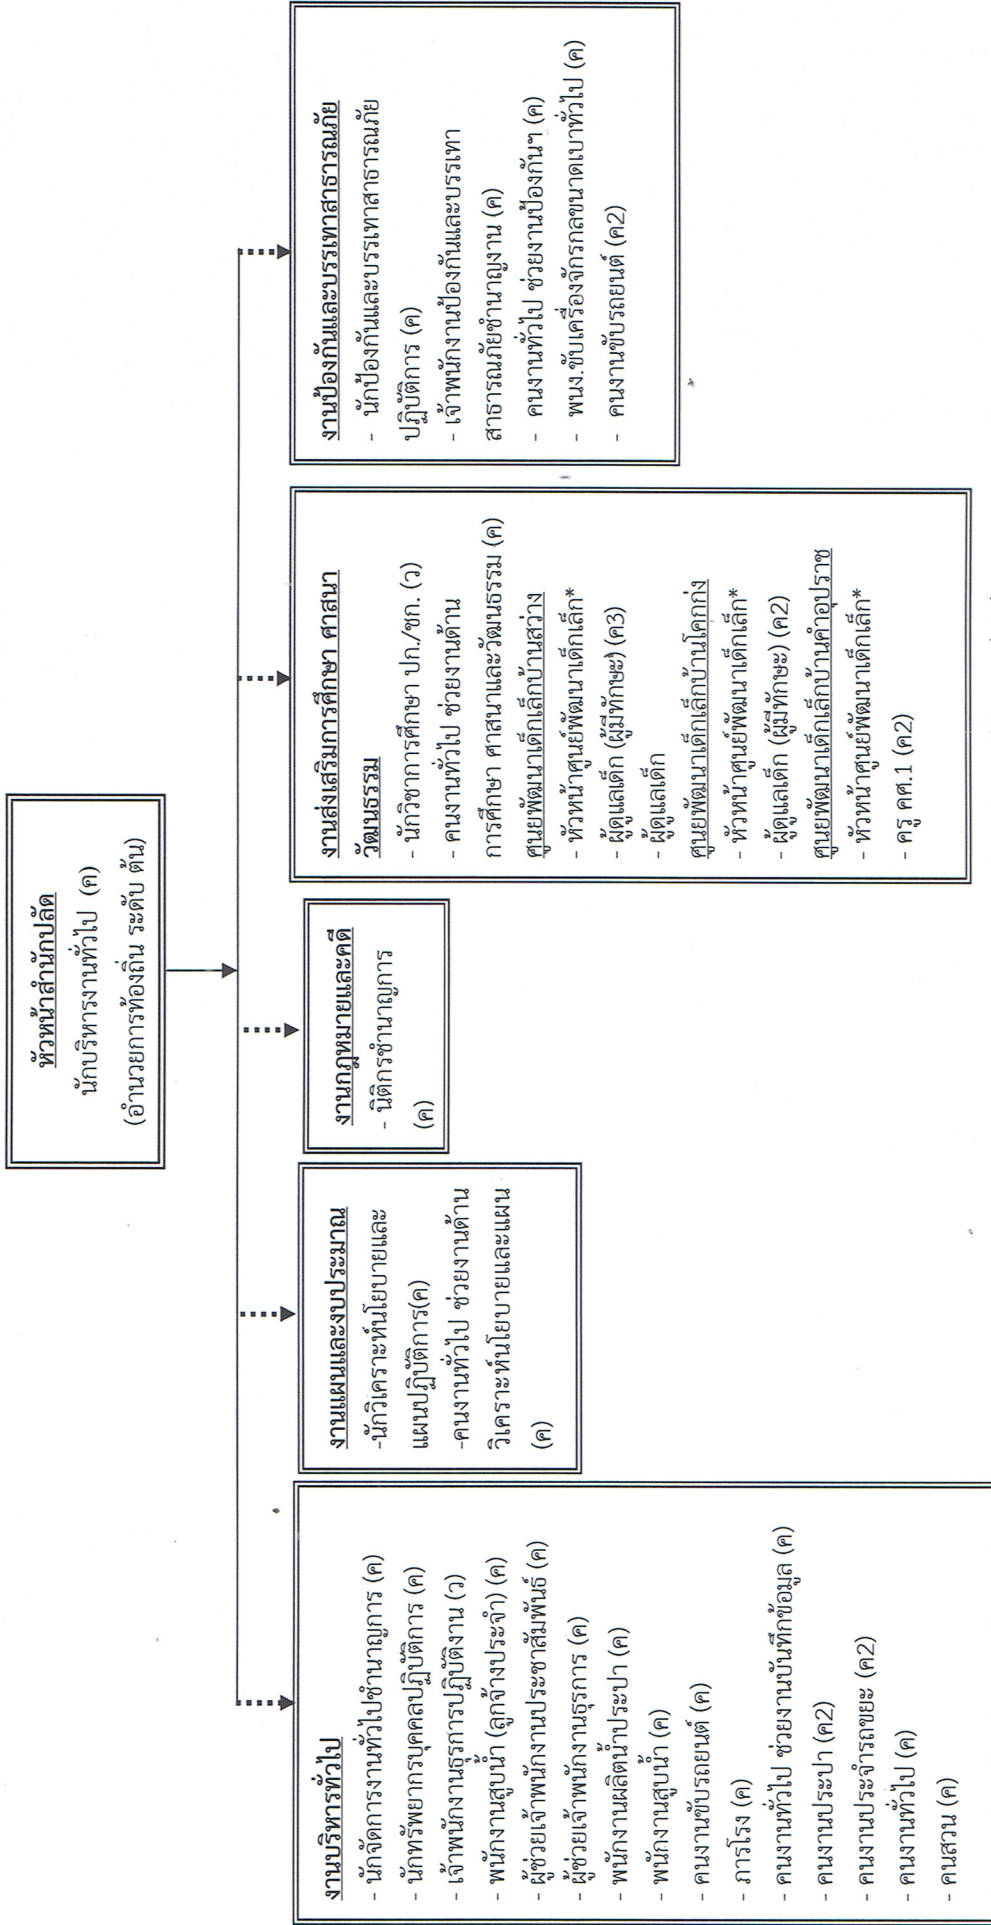 หัวหน้าสำนักปลัด
นักบริหารงานทั่วไป (ค)
(อำนวยการท้องถิ่น ระดับ ต้น)
งานบริหารทั่วไป
- นักจัดการงานทั่วไปชำนาญการ (ค)
- นักทรัพยากรบุคคลปฏิบัติการ (ค)
- เจ้าพนักงานธุรการปฏิบัติงาน (ว)
- พนักงานสูบน้ำ (ลูกจ้างประจำ) (ค)
- ผู้ช่วยเจ้าพนักงานประชาสัมพันธ์ (ค)
- ผู้ช่วยเจ้าพนักงานธุรการ (ค)
- พนักงานผลิตน้ำประปา (ค)
- พนักงานสูบน้ำ (ค)
- คนงานขับรถยนต์ (ค)
- ภารโรง (ค)
- คนงานทั่วไป ช่วยงานบันทึกข้อมูล (ค)
- คนงานประปา (ค2)
- คนงานประจำรถขยะ (ค2)
- คนงานทั่วไป (ค)
- คนสวน (ค)
งานแผนและงบประมาณ
-นักวิเคราะห์นโยบายและ
แผนปฏิบัติการ(ค)
-คนงานทั่วไป ช่วยงานด้าน
วิเคราะห์นโยบายและแผน
(ค)
งานกฎหมายและคดี
- นิติกรชำนาญการ
(ค)
งานส่งเสริมการศึกษา ศาสนา
วัฒนธรรม
- นักวิชาการศึกษา ปก./ชก. (ว)
- คนงานทั่วไป ช่วยงานด้าน
การศึกษา ศาสนาและวัฒนธรรม (ค)
ศูนย์พัฒนาเด็กเล็กบ้านสว่าง
- หัวหน้าศูนย์พัฒนาเด็กเล็ก*
- ผู้ดูแลเด็ก (ผู้มีทักษะ) (ค3)
- ผู้ดูแลเด็ก
ศูนย์พัฒนาเด็กเล็กบ้านโคกก่ง
- หัวหน้าศูนย์พัฒนาเด็กเล็ก*
- ผู้ดูแลเด็ก (ผู้มีทักษะ) (ค2)
ศูนย์พัฒนาเด็กเล็กบ้านคำอุปราช
- หัวหน้าศูนย์พัฒนาเด็กเล็ก*
- ครู คศ.1 (ค2)
งานป้องกันและบรรเทาสาธารณภัย
- นักป้องกันและบรรเทาสาธารณภัย
ปฏิบัติการ (ค)
- เจ้าพนักงานป้องกันและบรรเทา
สาธารณภัยชำนาญงาน (ค)
- คนงานทั่วไป ช่วยงานป้องกันฯ (ค)
- พนง.ขับเครื่องจักรกลขนาดเบาทั่วไป (ค)
- คนงานขับรถยนต์ (ค2)